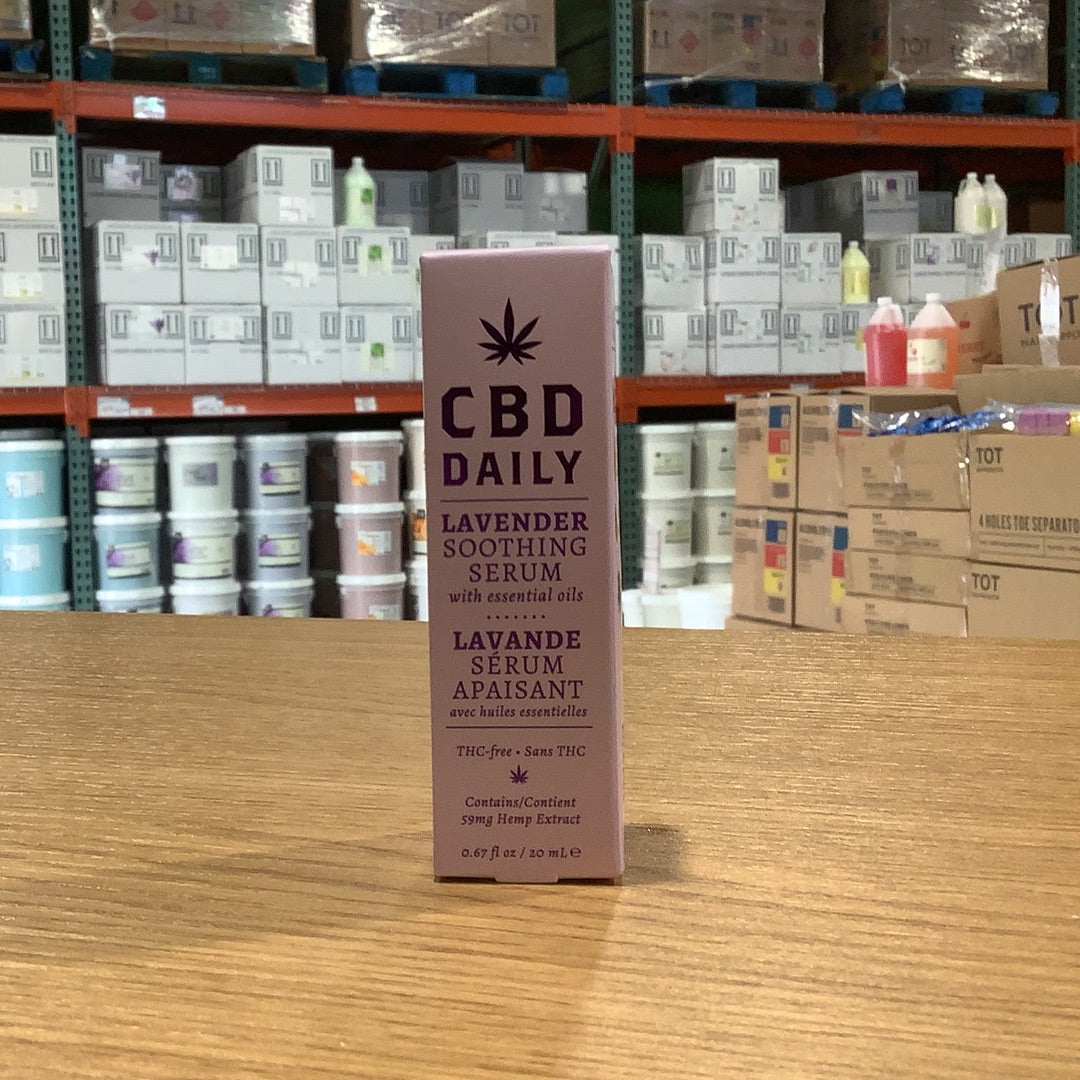 CBD
DAILY
LAVENDER
SOOTHING
SERUM
with essential oils
LAVANDE
SÉRUM
APAISANT
avec huiles essentielles
THC-free • Sans THC
Contains/Contient
59mg Hemp Extract
0.67 fl oz / 20 mL℮
TOT
4 HOLES TOE SEPARATO
TOT